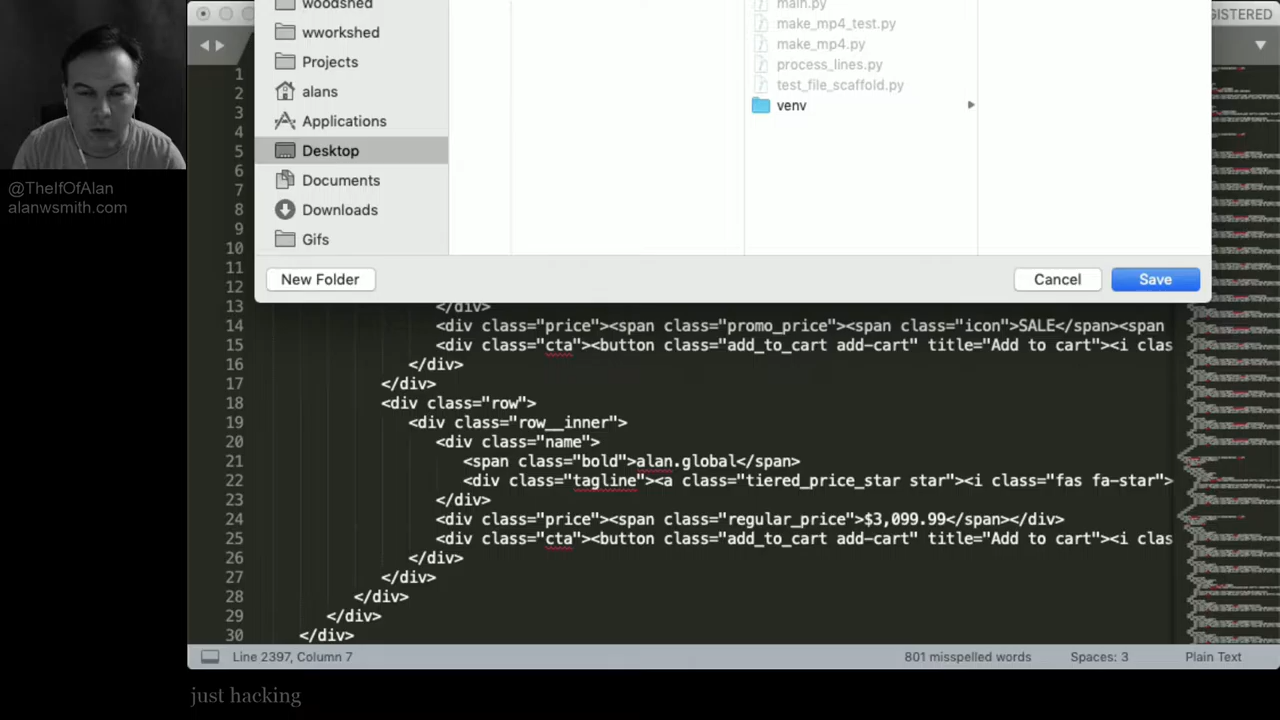 @TheIfOfAlan
alanwsmith.com
woodshed
wworkshed
Projects
alans
Applications
Desktop
Documents
Downloads
Gifs
main.py
make_mp4_test.py
make_mp4.py
process_lines.py
test_file_scaffold.py
venv
New Folder
Cancel
Save
GISTERED
1
2
3
4
5
6
7
8
9
10
11
12
13 </div>
14 <div class="price"><span class="promo_price"><span class="icon">SALE</span><span
15 <div class="cta"><button class="add_to_cart add-cart" title="Add to cart"><i clas
16 </div>
17 </div>
18 <div class="row">
19 <div class="row__inner">
20 <div class="name">
21 <span class="bold">alan.global</span>
22 <div class="tagline"><a class="tiered_price_star star"><i class="fas fa-star">
23 </div>
24 <div class="price"><span class="regular_price">$3,099.99</span></div>
25 <div class="cta"><button class="add_to_cart add-cart" title="Add to cart"><i clas
26 </div>
27 </div>
28 </div>
29 </div>
30 </div>
Line 2397, Column 7
801 misspelled words
Spaces: 3
Plain Text
just hacking